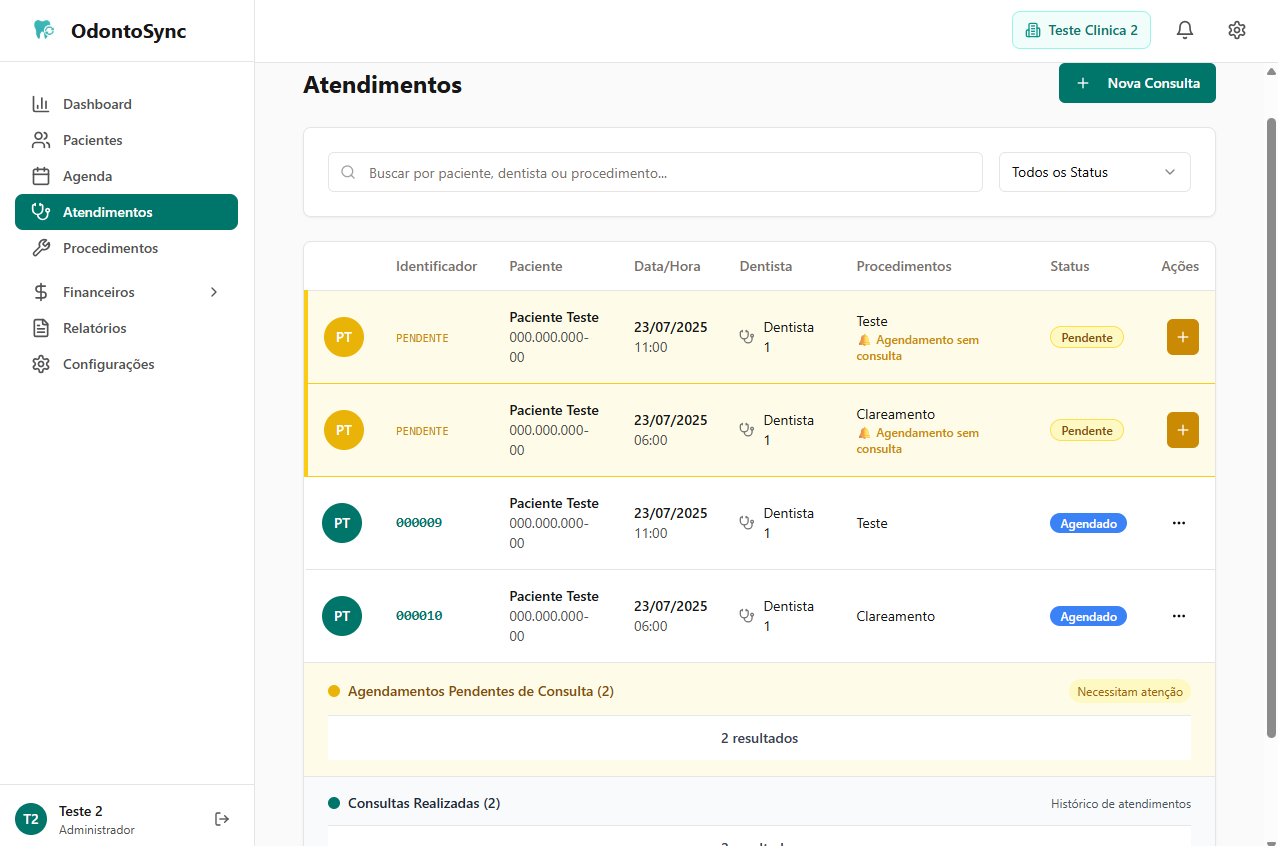 OdontoSync
Teste Clinica 2
Dashboard
Pacientes
Agenda
Atendimentos
Procedimentos
Financeiros
Relatórios
Configurações
Teste 2
T2
Administrador
Atendimentos
Nova Consulta
Buscar por paciente, dentista ou procedimento...
Todos os Status
Identificador Paciente Data/Hora Dentista Procedimentos Status Ações
PT
PENDENTE
Paciente Teste
000.000.000-
00
23/07/2025
11:00
Dentista
1
Teste
Agendamento sem
consulta
Pendente
+
PT
PENDENTE
Paciente Teste
000.000.000-
00
23/07/2025
06:00
Dentista
1
Clareamento
Agendamento sem
consulta
Pendente
+
PT
000009
Paciente Teste
000.000.000-
00
23/07/2025
11:00
Dentista
1
Teste
Agendado
PT
000010
Paciente Teste
000.000.000-
00
23/07/2025
06:00
Dentista
1
Clareamento
Agendado
Agendamentos Pendentes de Consulta (2)
Necessitam atenção
2 resultados
Consultas Realizadas (2)
Histórico de atendimentos